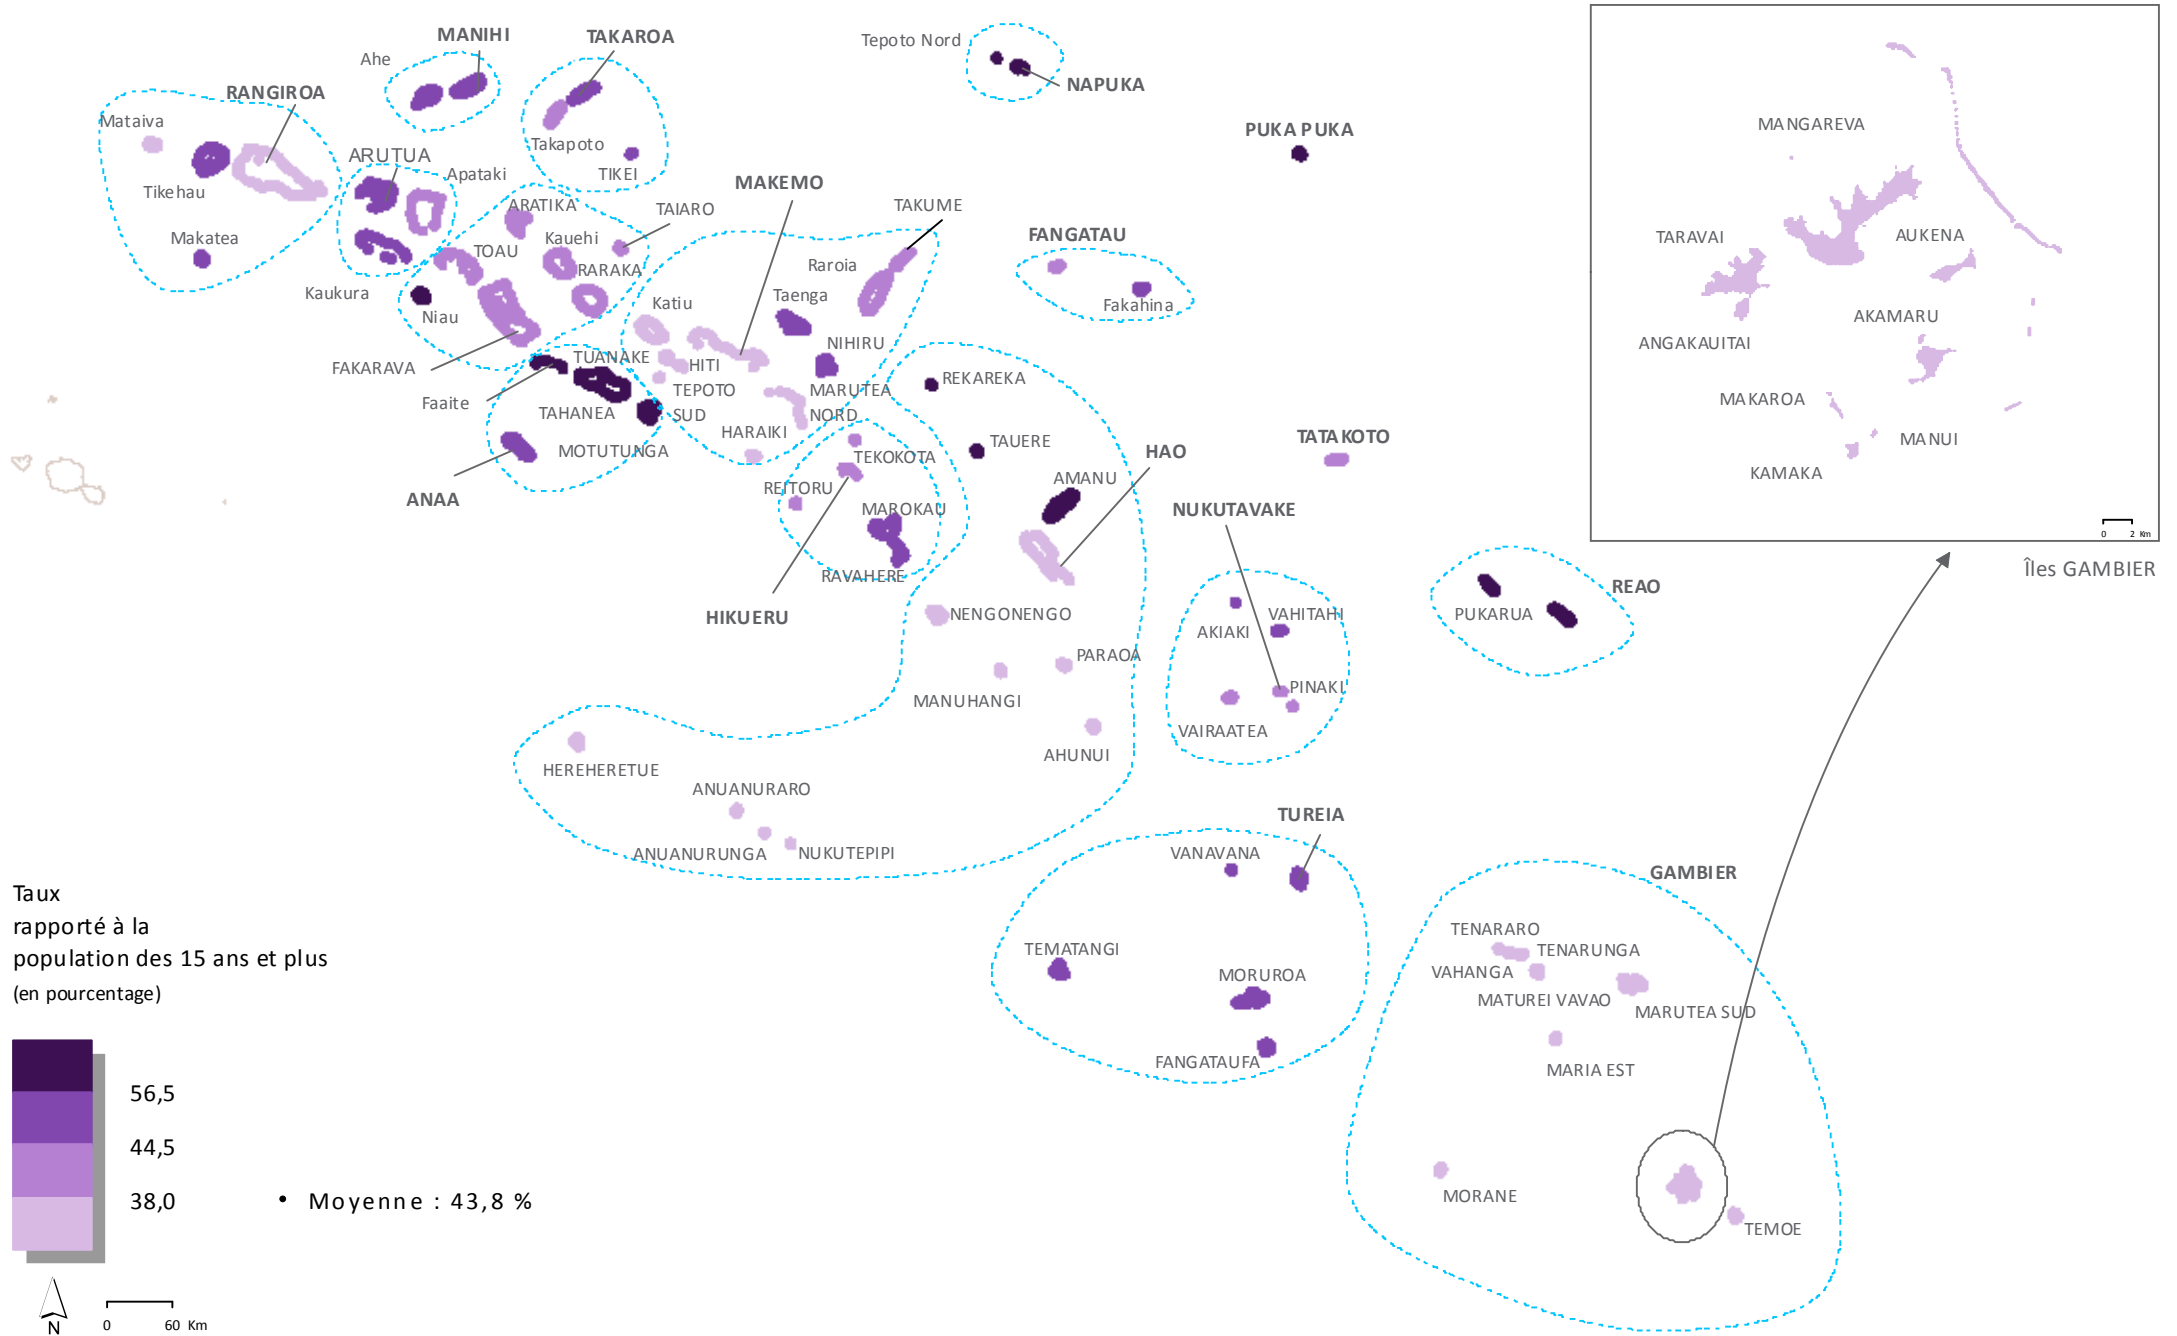 MANIHI
TAKAROA
Tepoto Nord
Ahe
NAPUKA
RANGIROA
Mataiva
MANGAREVA
PUKA PUKA
Takapoto
ARUTUA
Apataki
TIKEI
MAKEMO
Tikehau
ARATIKA
TAIARO
TAKUME
Makatea
TOAU
Kauehi
FANGATAU
TARAVAI
AUKENA
RARAKA
Raroia
Kaukura
Katiu
Taenga
Fakahina
Niau
AKAMARU
ANGAKAUITAI
NIHIRU
FAKARAVA
TUANAKE
HITI
REKAREKA
Faaite
TAHANEA
TEPOTO
SUD
MARUTEA
NORD
MAKAROA
HARAIKI
MOTUTUNGA
TAUERE
TATAKOTO
MANUI
TEKOKOTA
HAO
KAMAKA
ANAA
REITORU
AMANU
MAROKAU
NUKUTAVAKE
0 2 Km
RAVAHERE
Îles GAMBIER
REAO
HIKUERU
NENGONENGO
VAHITAHI
PUKARUA
AKIAKI
PARAOA
MANUHANGI
PINAKI
VAIRAATEA
AHUNUI
HEREHERETUE
ANUANURARO
TUREIA
ANUANURUNGA
NUKUTEPIPI
VANAVANA
GAMBIER
Taux
rapporté à la
population des 15 ans et plus
(en pourcentage)
TENARARO
TEMATANGI
TENARUNGA
VAHANGA
MORUROA
MATUREI VAVAO
MARUTEA SUD
FANGATAUFA
MARIA EST
56,5
44,5
38,0
• Moyenne : 43,8 %
MORANE
TEMOE
N
0 60 Km